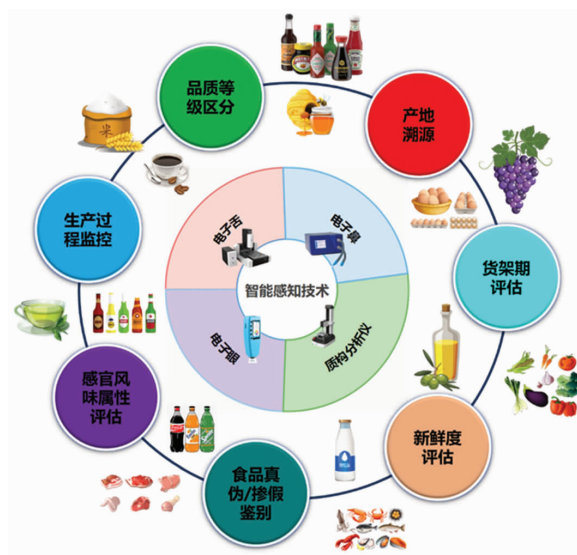 品质等
级区分
产地
溯源
生产过
程监控
电子舌
电子鼻
智能感知技术
货架期
评估
电子眼
质构分析仪
感官风
味属性
评估
新鲜度
评估
食品真
伪/掺假
鉴别